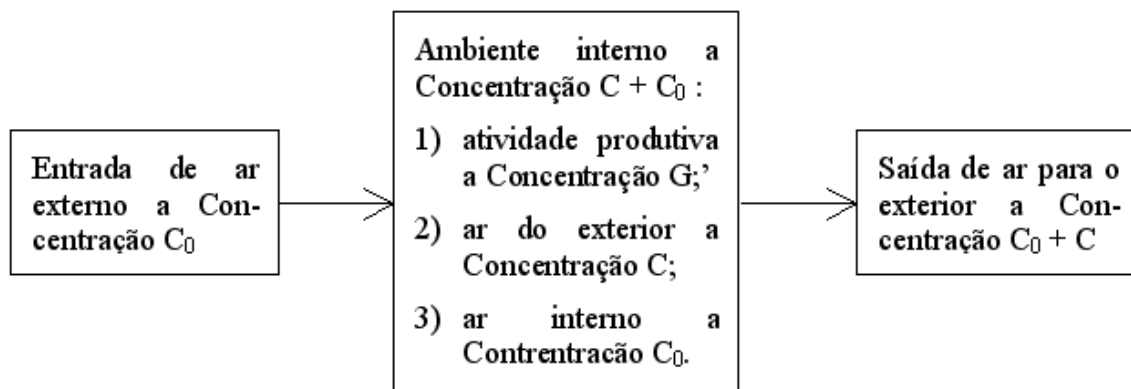 Entrada de ar
externo a Con-
centração C₀
Ambiente interno a
Concentração C + C₀ :
1) atividade produtiva
a Concentração G;’
2) ar do exterior a
Concentração C;
3) ar interno a
Contrentracão C₀.
Saída de ar para o
exterior a Con-
centração C₀ + C